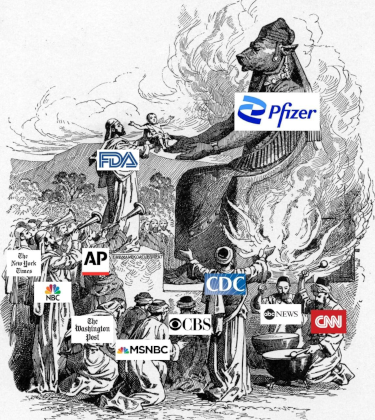 Pfizer
FDA
The
New York
Times
AP
NBC
The
Washington
Post
MSNBC
CBS
CDC
abc NEWS
CNN